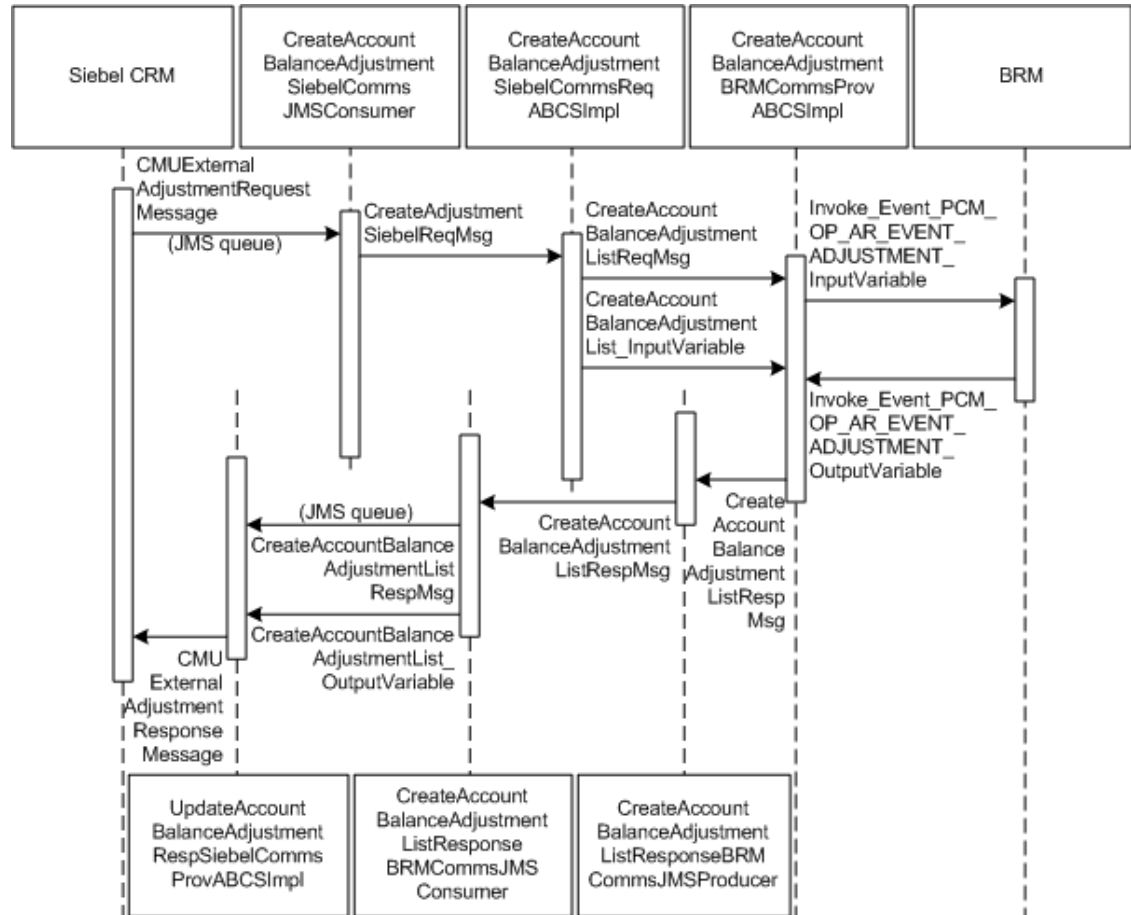 Siebel CRM
CreateAccount
BalanceAdjustment
SiebelComms
JMSConsumer
CreateAccount
BalanceAdjustment
SiebelCommsReq
ABCSImpl
CreateAccount
BalanceAdjustment
BRMCommsProv
ABCSImpl
BRM
CMUExternal
AdjustmentRequest
Message
(JMS queue)
CreateAdjustment
SiebelReqMsg
CreateAccount
BalanceAdjustment
ListReqMsg
CreateAccount
BalanceAdjustment
List_InputVariable
Invoke_Event_PCM_
OP_AR_EVENT_
ADJUSTMENT_
InputVariable
Invoke_Event_PCM_
OP_AR_EVENT_
ADJUSTMENT_
OutputVariable
Create
Account
Balance
Adjustment
ListResp
Msg
CreateAccount
BalanceAdjustment
ListRespMsg
(JMS queue)
CreateAccountBalance
AdjustmentList
RespMsg
CreateAccountBalance
AdjustmentList_
OutputVariable
CMU
External
Adjustment
Response
Message
UpdateAccount
BalanceAdjustment
RespSiebelComms
ProvABCSImpl
CreateAccount
BalanceAdjustment
ListResponse
BRMCommsJMS
Consumer
CreateAccount
BalanceAdjustment
ListResponseBRM
CommsJMSProducer